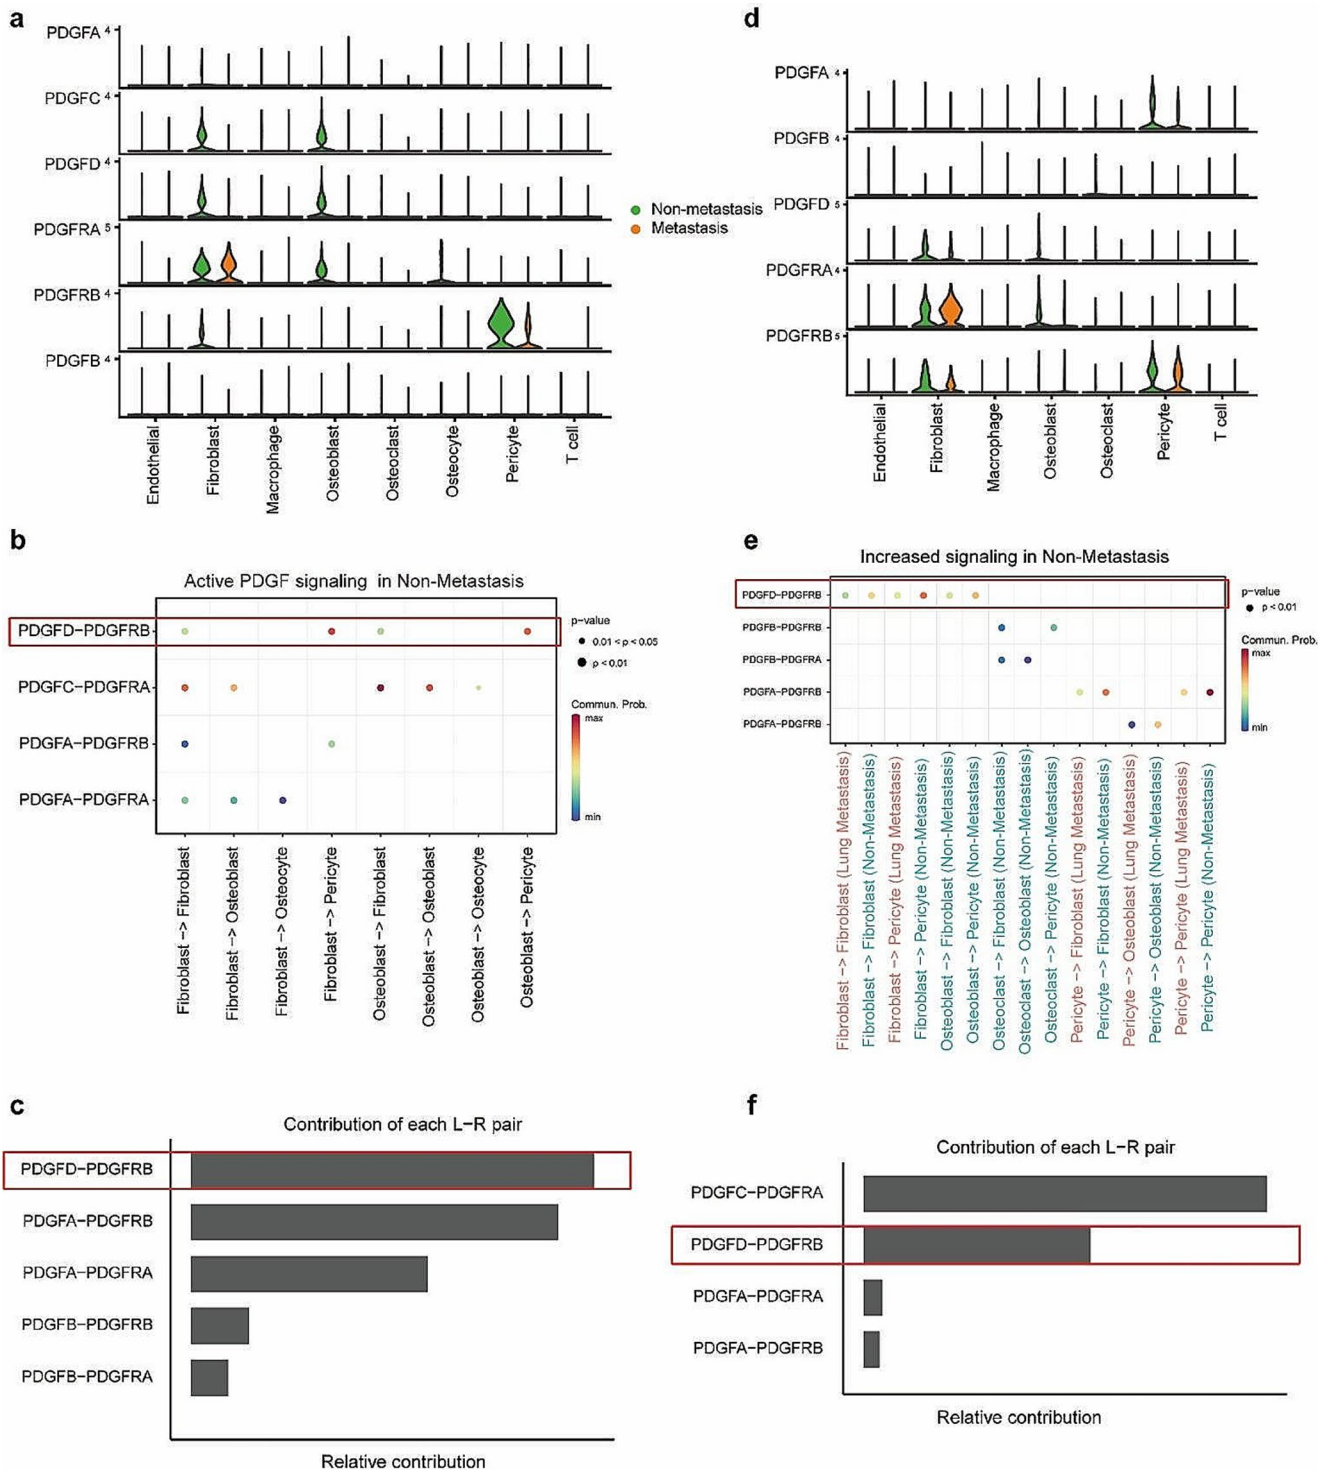 a
PDGFA 4
PDGFC 4
PDGFD 4
PDGFRA 5
PDGFRB 4
PDGFB 4
Endothelial
Fibroblast
Macrophage
Osteoblast
Osteoclast
Osteocyte
Pericyte
T cell
Non-metastasis
Metastasis
d
PDGFA 4
PDGFB 4
PDGFD 5
PDGFRA 4
PDGFRB 5
Endothelial
Fibroblast
Macrophage
Osteoblast
Osteoclast
Pericyte
T cell
b
Active PDGF signaling in Non-Metastasis
PDGFD-PDGFRB
PDGFC-PDGFRA
PDGFA-PDGFRB
PDGFA-PDGFRA
p-value
0.01 < p < 0.05
p < 0.01
Commun. Prob.
max
min
Fibroblast -> Fibroblast
Fibroblast -> Osteoblast
Fibroblast -> Osteocyte
Fibroblast -> Pericyte
Osteoblast -> Fibroblast
Osteoblast -> Osteoblast
Osteoblast -> Osteocyte
Osteoblast -> Pericyte
e
Increased signaling in Non-Metastasis
PDGFD-PDGFRB
PDGFB-PDGFRB
PDGFB-PDGFRA
PDGFA-PDGFRB
PDGFA-PDGFRB
p-value
p < 0.01
Commun. Prob.
max
min
Fibroblast -> Fibroblast (Lung Metastasis)
Fibroblast -> Fibroblast (Non-Metastasis)
Fibroblast -> Pericyte (Lung Metastasis)
Fibroblast -> Pericyte (Non-Metastasis)
Osteoblast -> Fibroblast (Non-Metastasis)
Osteoblast -> Pericyte (Non-Metastasis)
Osteoclast -> Fibroblast (Non-Metastasis)
Osteoclast -> Osteoblast (Non-Metastasis)
Osteoclast -> Pericyte (Non-Metastasis)
Pericyte -> Fibroblast (Lung Metastasis)
Pericyte -> Fibroblast (Non-Metastasis)
Pericyte -> Osteoblast (Lung Metastasis)
Pericyte -> Osteoblast (Non-Metastasis)
Pericyte -> Pericyte (Lung Metastasis)
Pericyte -> Pericyte (Non-Metastasis)
c
Contribution of each L-R pair
PDGFD-PDGFRB
PDGFA-PDGFRB
PDGFA-PDGFRA
PDGFB-PDGFRB
PDGFB-PDGFRA
Relative contribution
f
Contribution of each L-R pair
PDGFC-PDGFRA
PDGFD-PDGFRB
PDGFA-PDGFRA
PDGFA-PDGFRB
Relative contribution